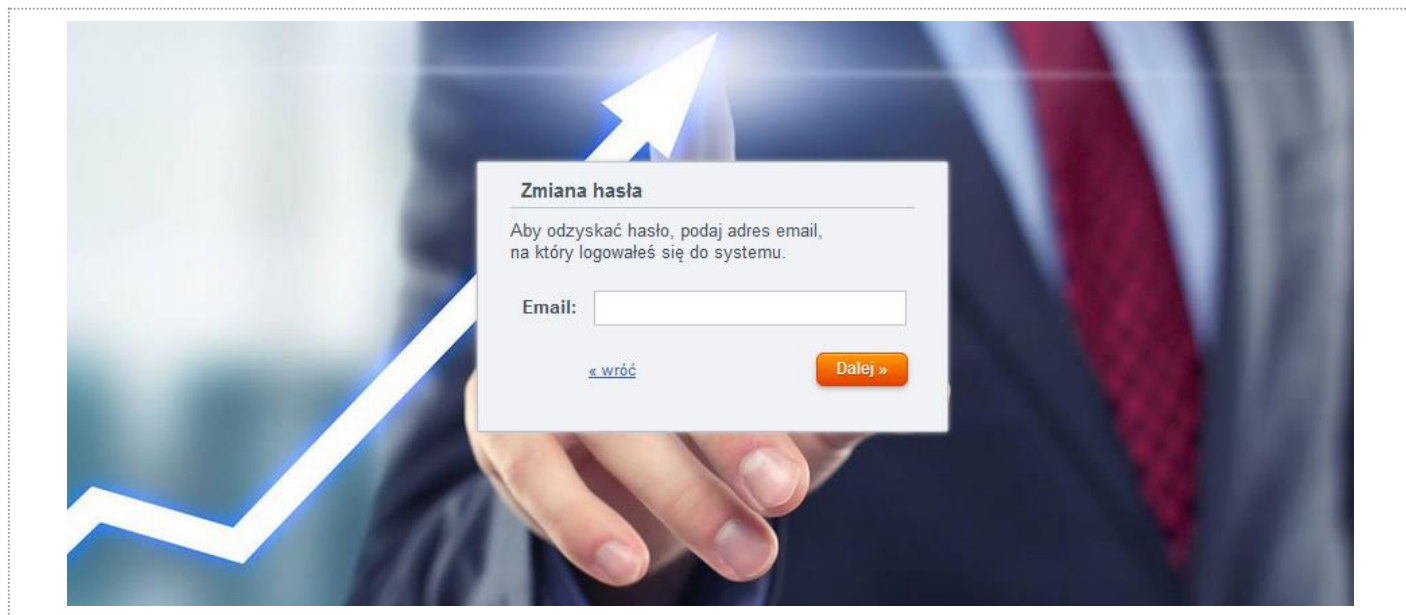 Zmiana hasła
Aby odzyskać hasło, podaj adres email,
na który logowałeś się do systemu.
Email:
« wróć
Dalej »